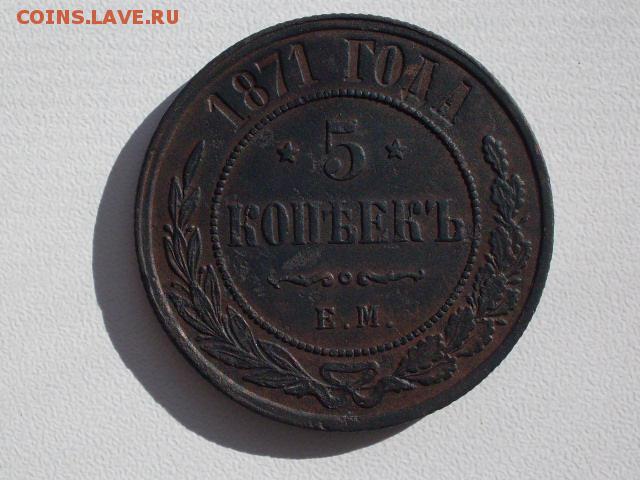 COINS.LAVE.RU
1871 ГОДА
5
КОПѢЕКЪ
Е.М.